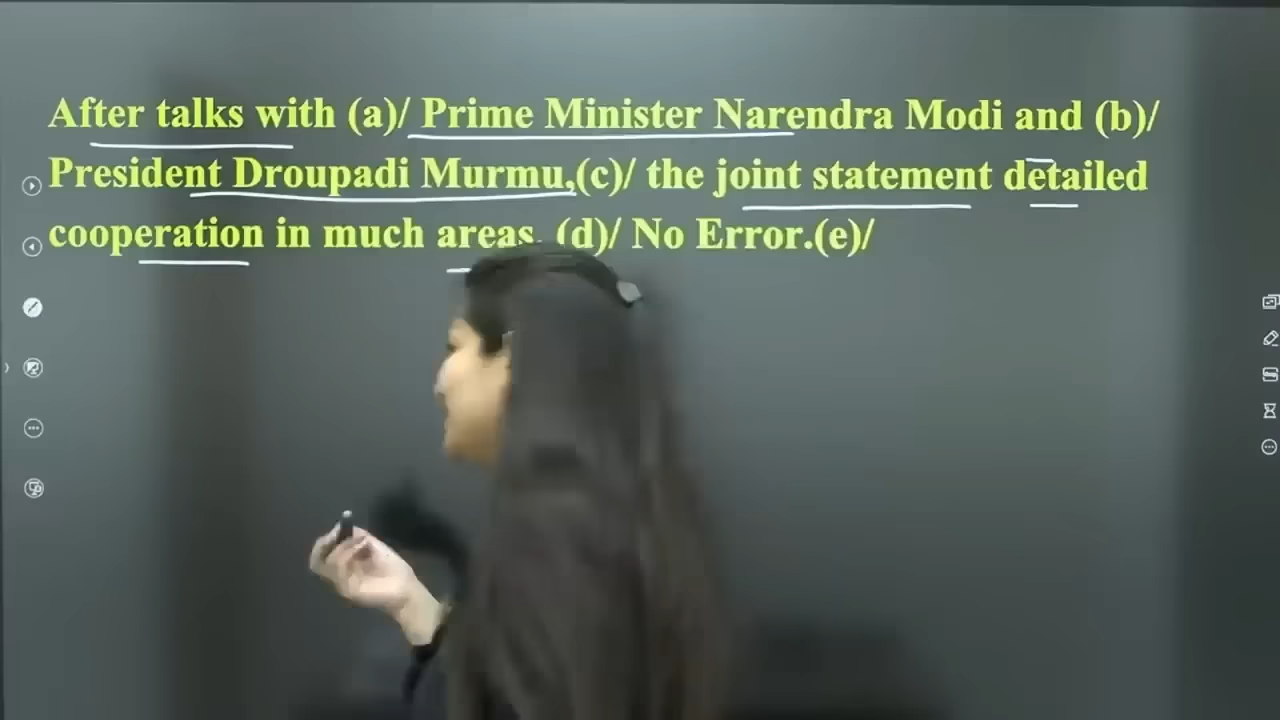 After talks with (a)/ Prime Minister Narendra Modi and (b)/
President Droupadi Murmu,(c)/ the joint statement detailed
cooperation in much areas. (d)/ No Error.(e)/